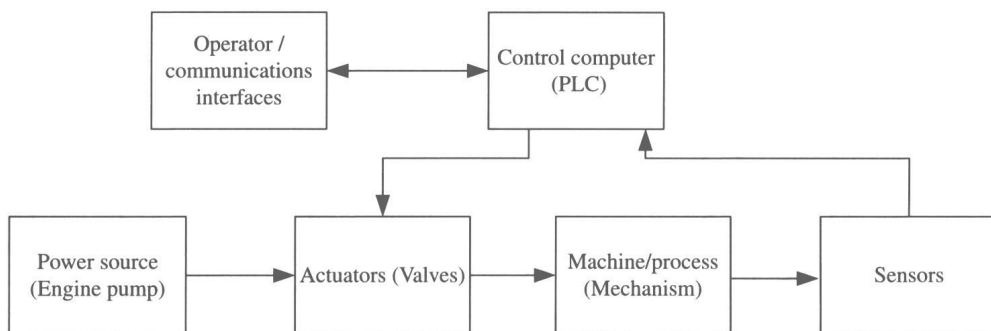 Operator /
communications
interfaces
Control computer
(PLC)
Power source
(Engine pump)
Actuators (Valves)
Machine/process
(Mechanism)
Sensors